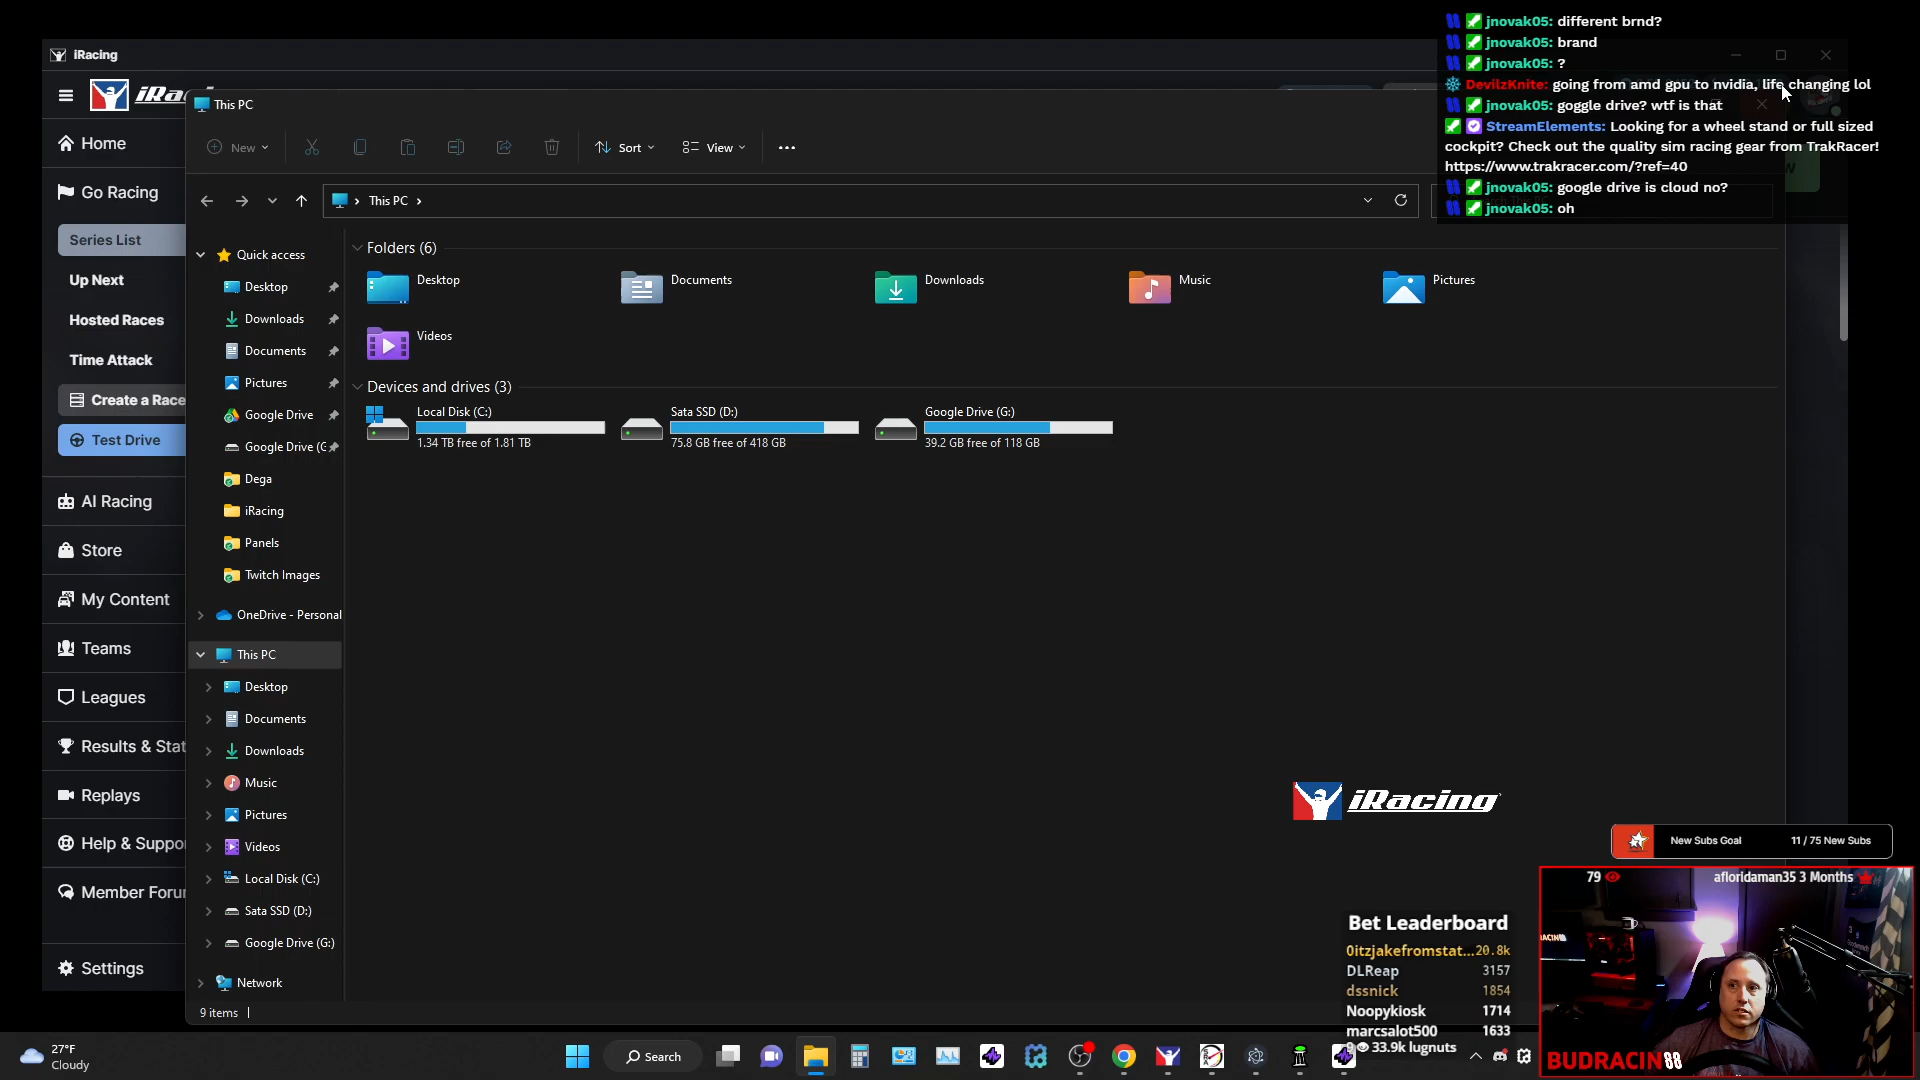 jnovak05: different brnd?
jnovak05: brand
jnovak05: ?
DevilzKnite: going from amd gpu to nvidia, life changing lol
jnovak05: goggle drive? wtf is that
StreamElements: Looking for a wheel stand or full sized
cockpit? Check out the quality sim racing gear from TrakRacer!
https://www.trakracer.com/?ref=40
jnovak05: google drive is cloud no?
jnovak05: oh
iRacing
This PC
New
Sort
View
This PC
Home
Go Racing
Series List
Up Next
Hosted Races
Time Attack
Create a Race
Test Drive
AI Racing
Store
My Content
Teams
Leagues
Results & Stat
Replays
Help & Suppo
Member Forum
Settings
Quick access
Desktop
Downloads
Documents
Pictures
Google Drive
Google Drive (G
Dega
iRacing
Panels
Twitch Images
OneDrive - Personal
This PC
Desktop
Documents
Downloads
Music
Pictures
Videos
Local Disk (C:)
Sata SSD (D:)
Google Drive (G:)
Network
9 items
Folders (6)
Desktop
Documents
Downloads
Music
Pictures
Videos
Devices and drives (3)
Local Disk (C:)
1.34 TB free of 1.81 TB
Sata SSD (D:)
75.8 GB free of 418 GB
Google Drive (G:)
39.2 GB free of 118 GB
iRacing
New Subs Goal 11 / 75 New Subs
79 afloridaman35 3 Months
Bet Leaderboard
0itzjakefromstat...20.8k
DLReap 3157
dssnick 1854
Noopykiosk 1714
marcsalot500 1633
9 33.9k lugnuts
BUDRACIN88
27°F
Cloudy
Search